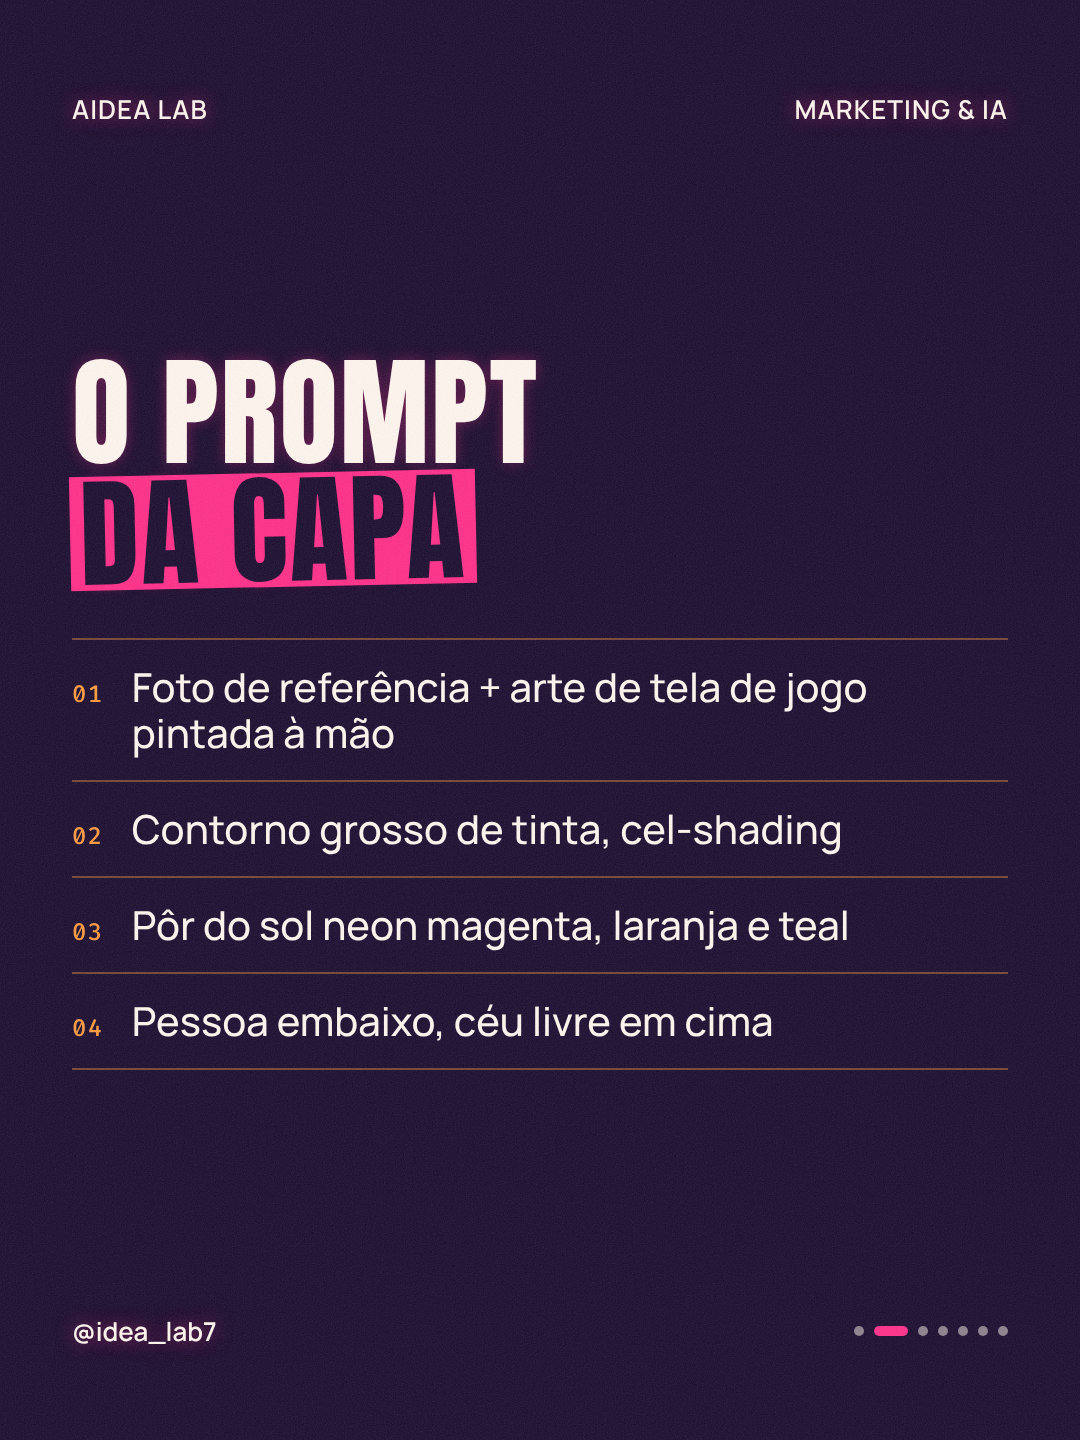 AIDEA LAB
MARKETING & IA
O PROMPT
DA CAPA
01 Foto de referência + arte de tela de jogo
pintada à mão
02 Contorno grosso de tinta, cel-shading
03 Pôr do sol neon magenta, laranja e teal
04 Pessoa embaixo, céu livre em cima
@idea_lab7